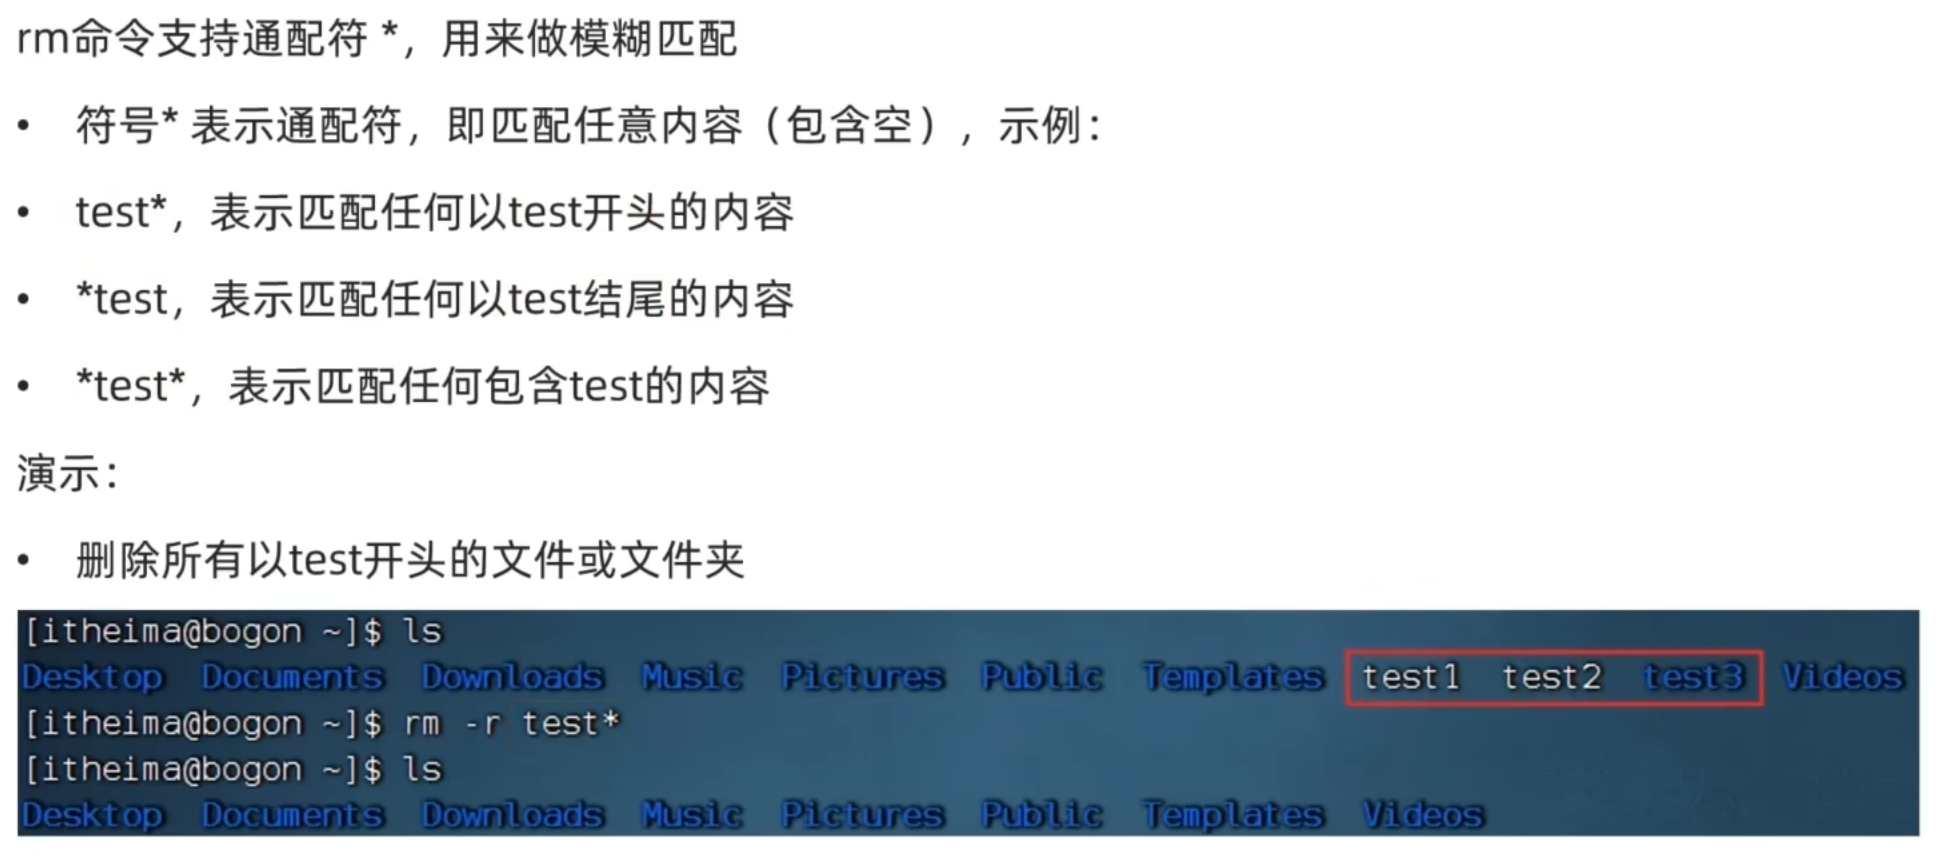 rm命令支持通配符 *，用来做模糊匹配
• 符号* 表示通配符，即匹配任意内容（包含空），示例：
• test*，表示匹配任何以test开头的内容
• *test，表示匹配任何以test结尾的内容
• *test*，表示匹配任何包含test的内容
演示：
• 删除所有以test开头的文件或文件夹
[itheima@bogon ~]$ ls
Desktop  Documents  Downloads  Music  Pictures  Public  Templates  test1  test2  test3  Videos
[itheima@bogon ~]$ rm -r test*
[itheima@bogon ~]$ ls
Desktop  Documents  Downloads  Music  Pictures  Public  Templates  Videos